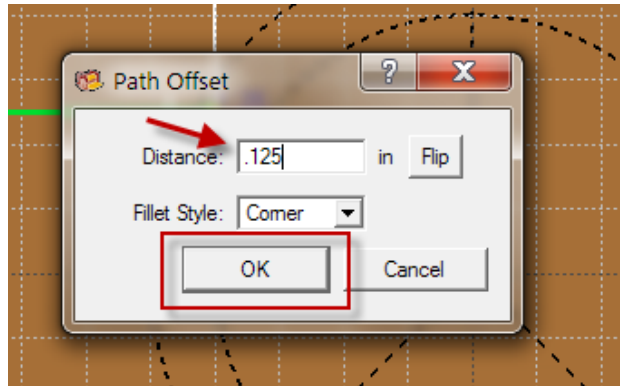 Path Offset ?
Distance: .125 in Flip
Fillet Style: Corner
OK Cancel